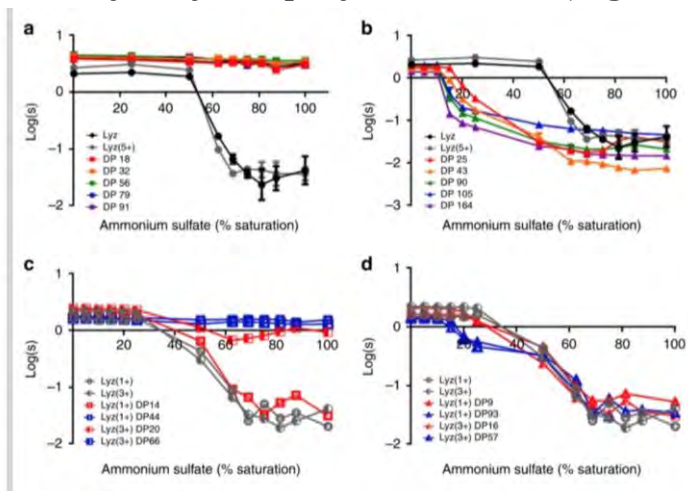 a
1
0
20 40 60 80 100
Log(s)
−1
−2
Lyz
Lyz(5+)
DP 18
DP 32
DP 56
DP 79
DP 91
Ammonium sulfate (% saturation)
b
1
0
20 40 60 80 100
Log(s)
−1
−2
−3
Lyz
Lyz(5+)
DP 25
DP 43
DP 90
DP 105
DP 164
Ammonium sulfate (% saturation)
c
1
0
20 40 60 80 100
Log(s)
−1
−2
Lyz(1+)
Lyz(3+)
Lyz(1+) DP14
Lyz(1+) DP44
Lyz(3+) DP20
Lyz(3+) DP66
Ammonium sulfate (% saturation)
d
1
0
20 40 60 80 100
Log(s)
−1
−2
Lyz(1+)
Lyz(3+)
Lyz(1+) DP9
Lyz(1+) DP93
Lyz(3+) DP16
Lyz(3+) DP57
Ammonium sulfate (% saturation)